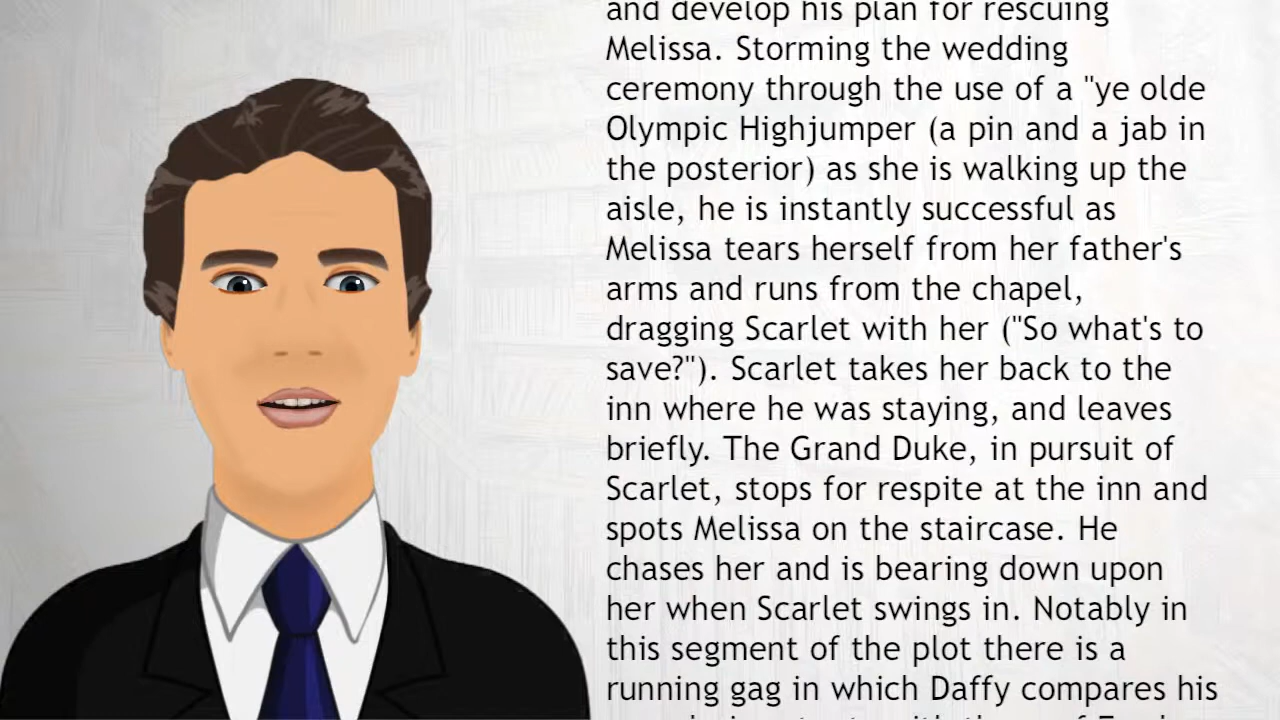 and develop his plan for rescuing
Melissa. Storming the wedding
ceremony through the use of a "ye olde
Olympic Highjumper (a pin and a jab in
the posterior) as she is walking up the
aisle, he is instantly successful as
Melissa tears herself from her father's
arms and runs from the chapel,
dragging Scarlet with her ("So what's to
save?"). Scarlet takes her back to the
inn where he was staying, and leaves
briefly. The Grand Duke, in pursuit of
Scarlet, stops for respite at the inn and
spots Melissa on the staircase. He
chases her and is bearing down upon
her when Scarlet swings in. Notably in
this segment of the plot there is a
running gag in which Daffy compares his